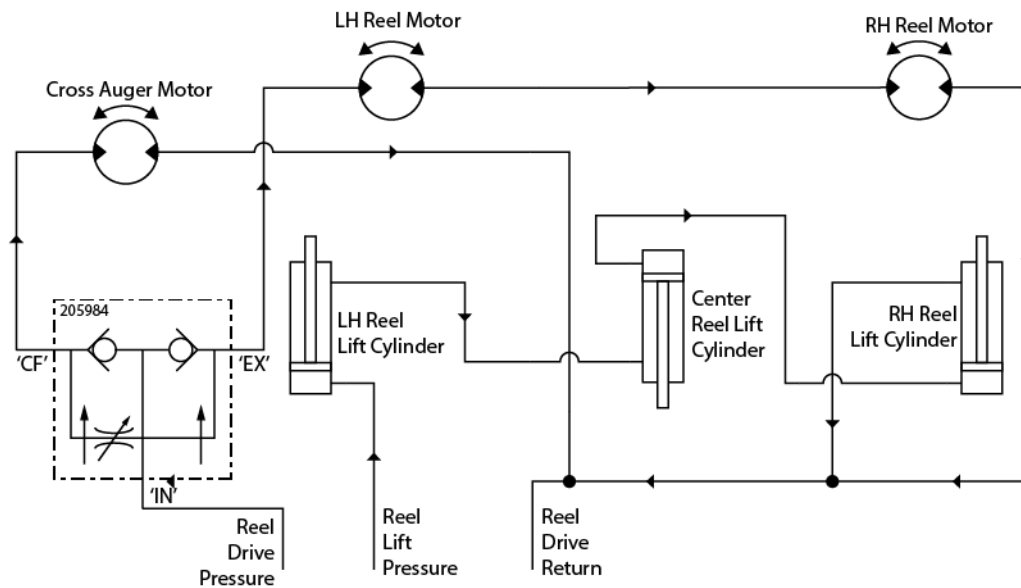 LH Reel Motor
RH Reel Motor
Cross Auger Motor
205984
'CF'
'EX'
LH Reel
Lift Cylinder
Center
Reel Lift
Cylinder
RH Reel
Lift Cylinder
'IN'
Reel
Drive
Pressure
Reel
Lift
Pressure
Reel
Drive
Return